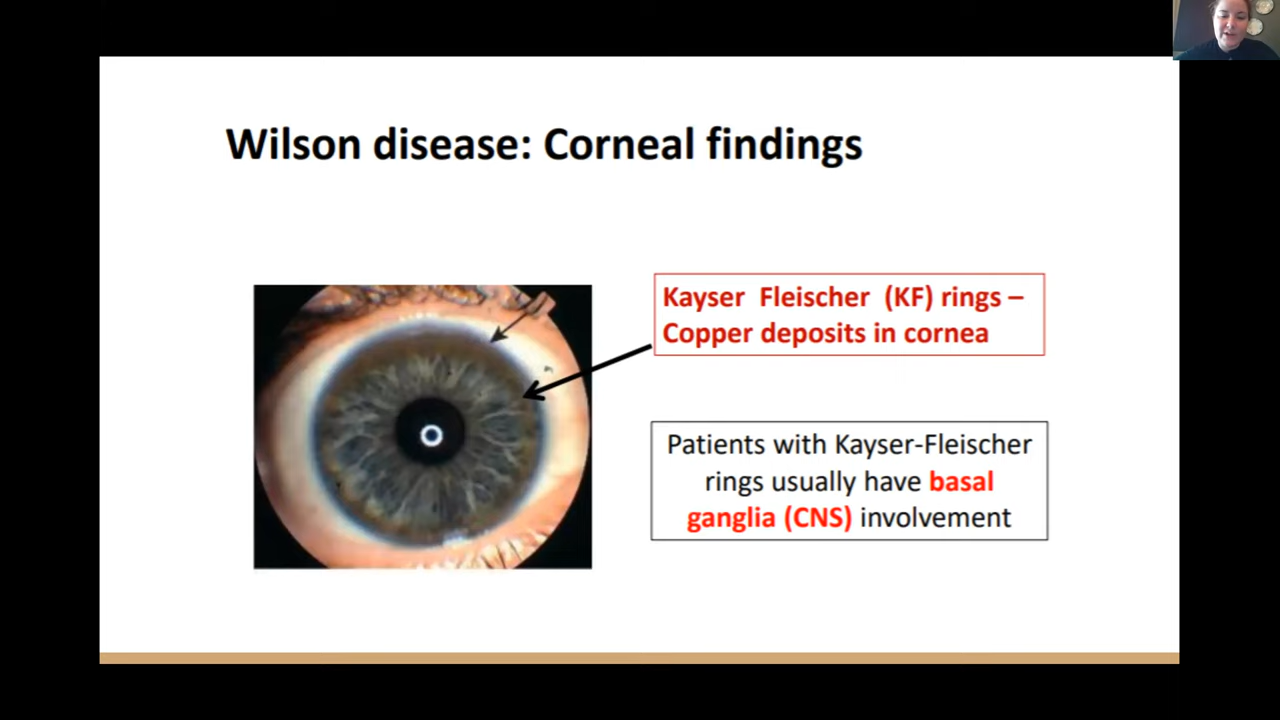 Wilson disease: Corneal findings
Kayser Fleischer (KF) rings –
Copper deposits in cornea
Patients with Kayser-Fleischer
rings usually have basal
ganglia (CNS) involvement